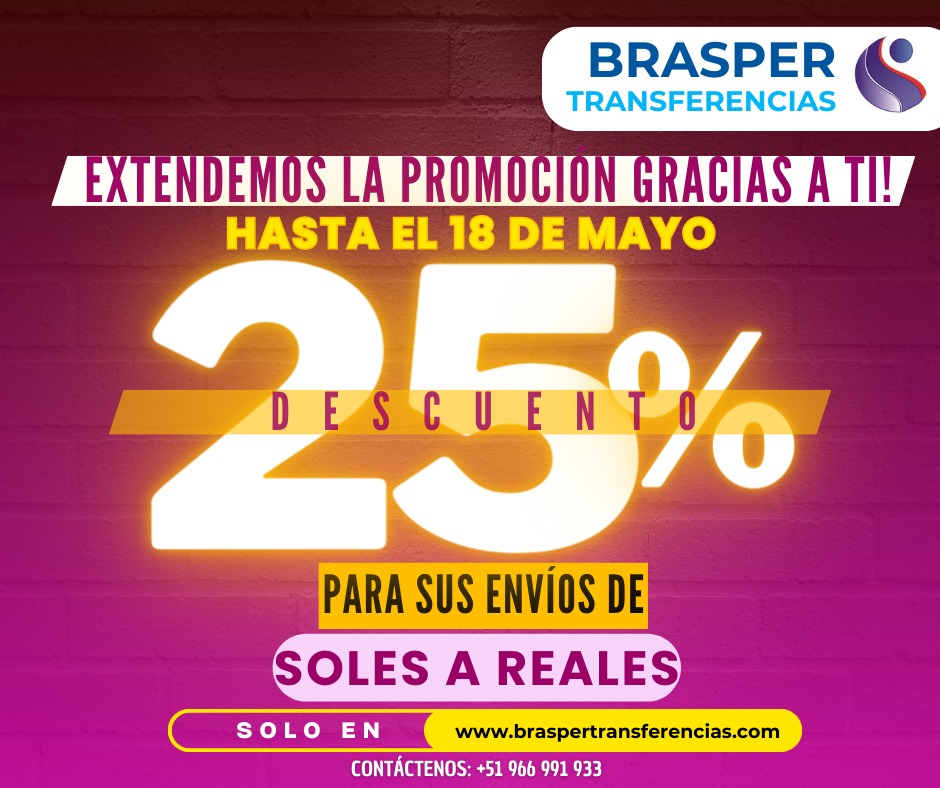 BRASPER
TRANSFERENCIAS
EXTENDEMOS LA PROMOCIÓN GRACIAS A TI!
HASTA EL 18 DE MAYO
25%
DESCUENTO
PARA SUS ENVÍOS DE
SOLES A REALES
SOLO EN www.braspertransferencias.com
CONTÁCTENOS: +51 966 991 933